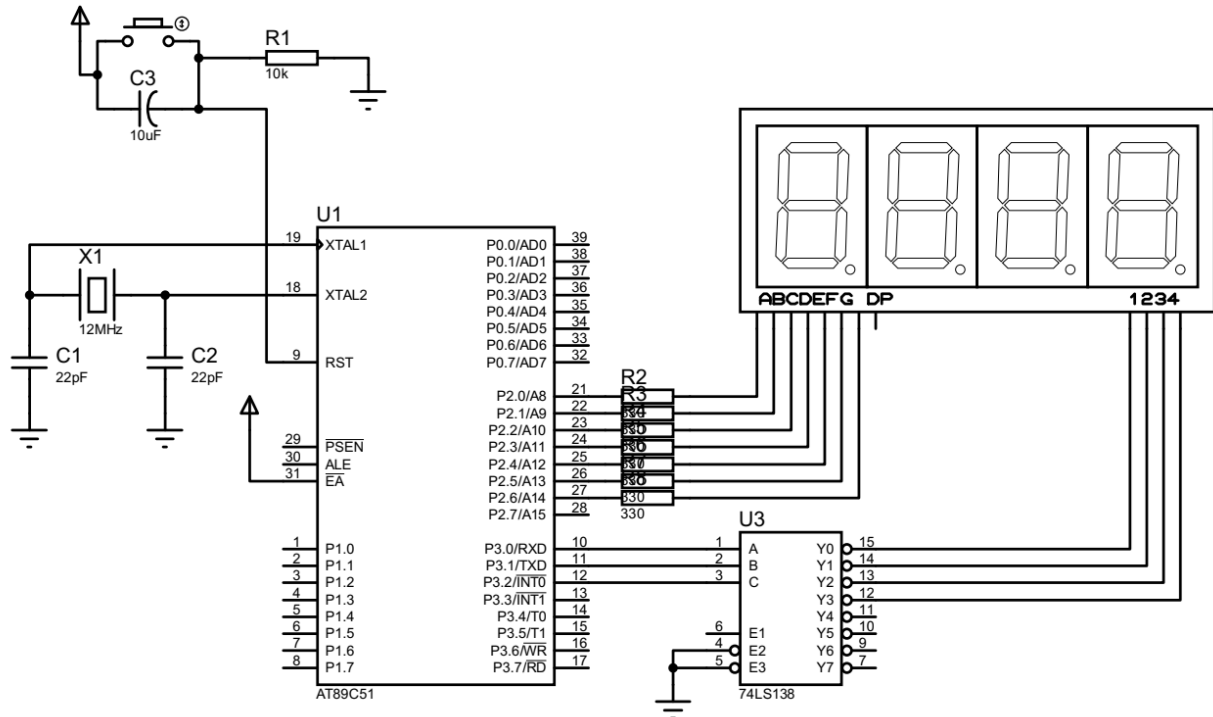 R1
10k
C3
10uF
U1
19 XTAL1
18 XTAL2
9 RST
29 PSEN
30 ALE
31 EA
1 P1.0
2 P1.1
3 P1.2
4 P1.3
5 P1.4
6 P1.5
7 P1.6
8 P1.7
P0.0/AD0 39
P0.1/AD1 38
P0.2/AD2 37
P0.3/AD3 36
P0.4/AD4 35
P0.5/AD5 34
P0.6/AD6 33
P0.7/AD7 32
P2.0/A8 21
P2.1/A9 22
P2.2/A10 23
P2.3/A11 24
P2.4/A12 25
P2.5/A13 26
P2.6/A14 27
P2.7/A15 28
P3.0/RXD 10
P3.1/TXD 11
P3.2/INT0 12
P3.3/INT1 13
P3.4/T0 14
P3.5/T1 15
P3.6/WR 16
P3.7/RD 17
AT89C51
X1
12MHz
C1
22pF
C2
22pF
R2
R3
330
330
ABCDEFG DP
1234
U3
1 A
2 B
3 C
6 E1
4 E2
5 E3
Y0 15
Y1 14
Y2 13
Y3 12
Y4 11
Y5 10
Y6 9
Y7 7
74LS138